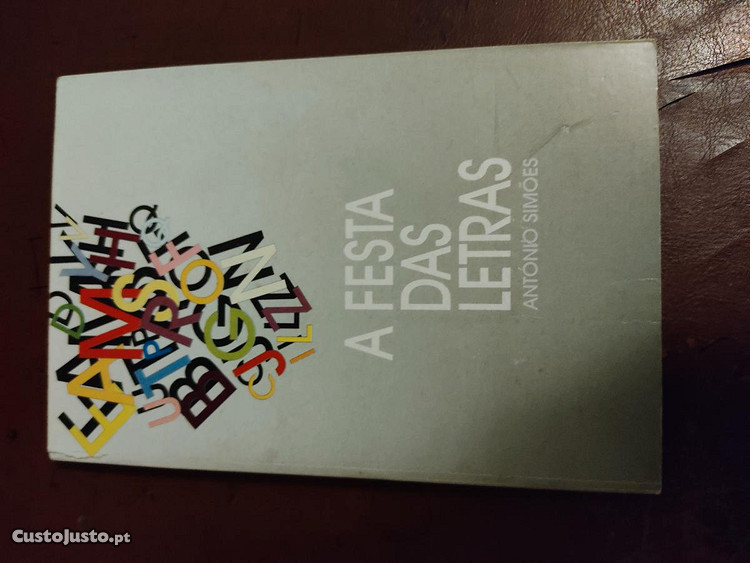 A FESTA
DAS
LETRAS
ANTÓNIO SIMÕES
CustoJusto.pt